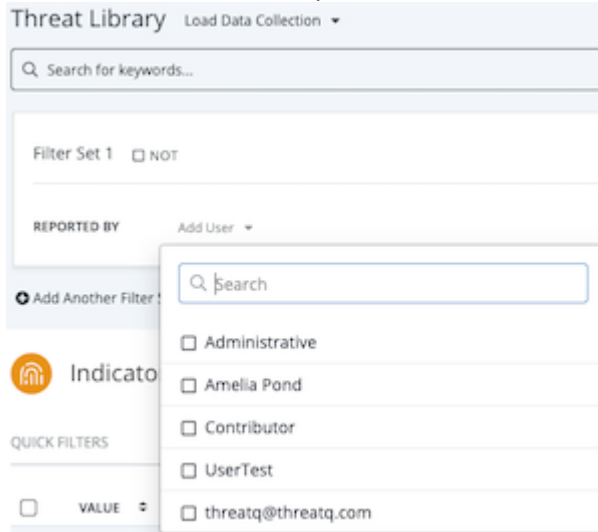 Threat Library Load Data Collection
Search for keywords...
Filter Set 1 NOT
REPORTED BY Add User
Search
Add Another Filter
Administrative
Indicato
Amelia Pond
Contributor
QUICK FILTERS
UserTest
VALUE
threatq@threatq.com